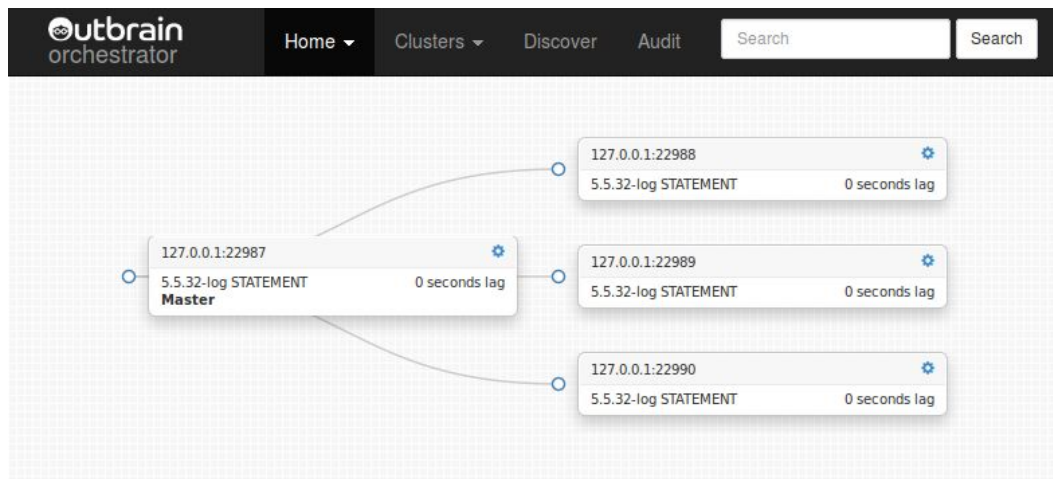 Outbrain
orchestrator
Home
Clusters
Discover
Audit
Search
Search
127.0.0.1:22988
5.5.32-log STATEMENT 0 seconds lag
127.0.0.1:22987
5.5.32-log STATEMENT 0 seconds lag
Master
127.0.0.1:22989
5.5.32-log STATEMENT 0 seconds lag
127.0.0.1:22990
5.5.32-log STATEMENT 0 seconds lag